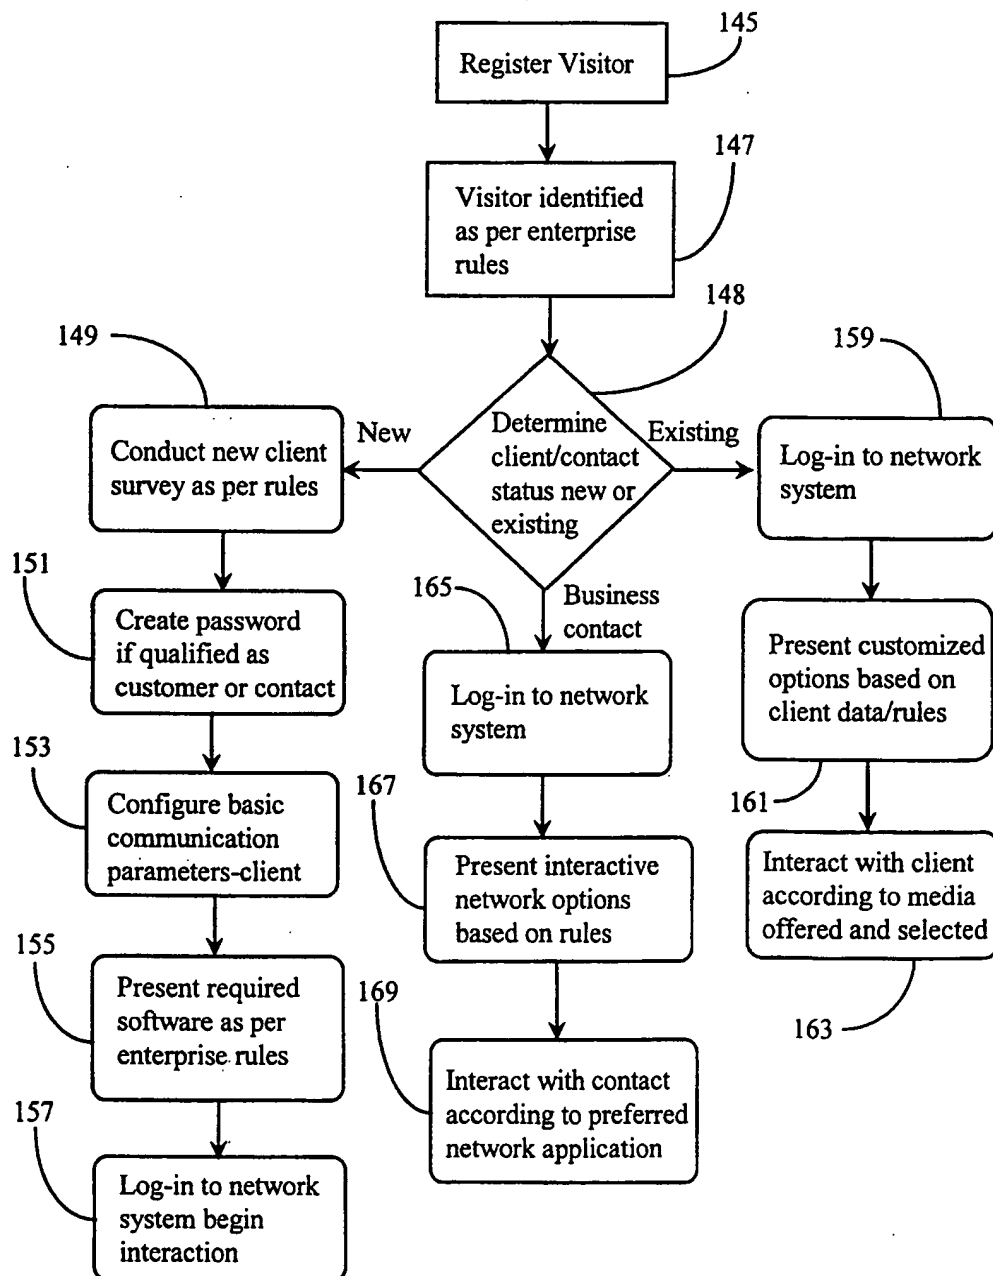 145
Register Visitor
147
Visitor identified
as per enterprise
rules
148
149
159
New
Determine
client/contact
status new or
existing
Existing
Conduct new client
survey as per rules
Log-in to network
system
151
165
Business
contact
Create password
if qualified as
customer or contact
Log-in to network
system
Present customized
options based on
client data/rules
153
161
Configure basic
communication
parameters-client
167
Present interactive
network options
based on rules
Interact with client
according to media
offered and selected
155
163
Present required
software as per
enterprise rules
169
Interact with contact
according to preferred
network application
157
Log-in to network
system begin
interaction